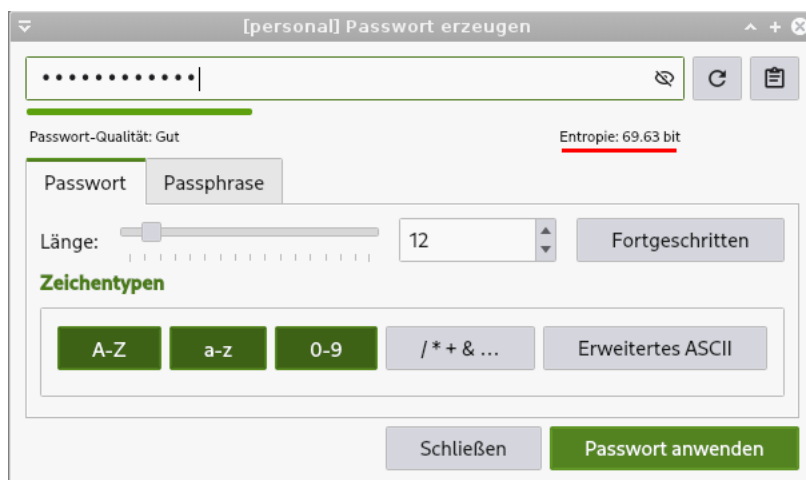 [personal] Passwort erzeugen
••••••••••••
Passwort-Qualität: Gut
Entropie: 69.63 bit
Passwort
Passphrase
Länge:
12
Fortgeschritten
Zeichentypen
A-Z
a-z
0-9
/ * + & ...
Erweitertes ASCII
Schließen
Passwort anwenden